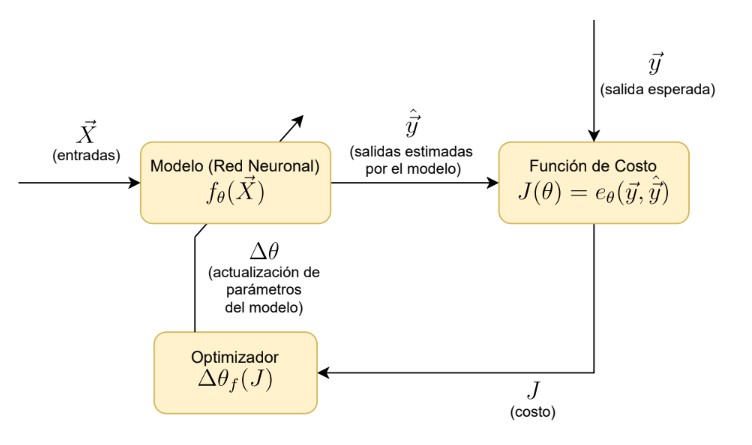 $\vec{y}$
(salida esperada)
$\vec{X}$
(entradas)
$\hat{\vec{y}}$
(salidas estimadas
por el modelo)
Modelo (Red Neuronal)
$f_\theta(\vec{X})$
Función de Costo
$J(\theta) = e_\theta(\vec{y}, \hat{\vec{y}})$
$\Delta\theta$
(actualización de
parámetros
del modelo)
Optimizador
$\Delta\theta_f(J)$
$J$
(costo)